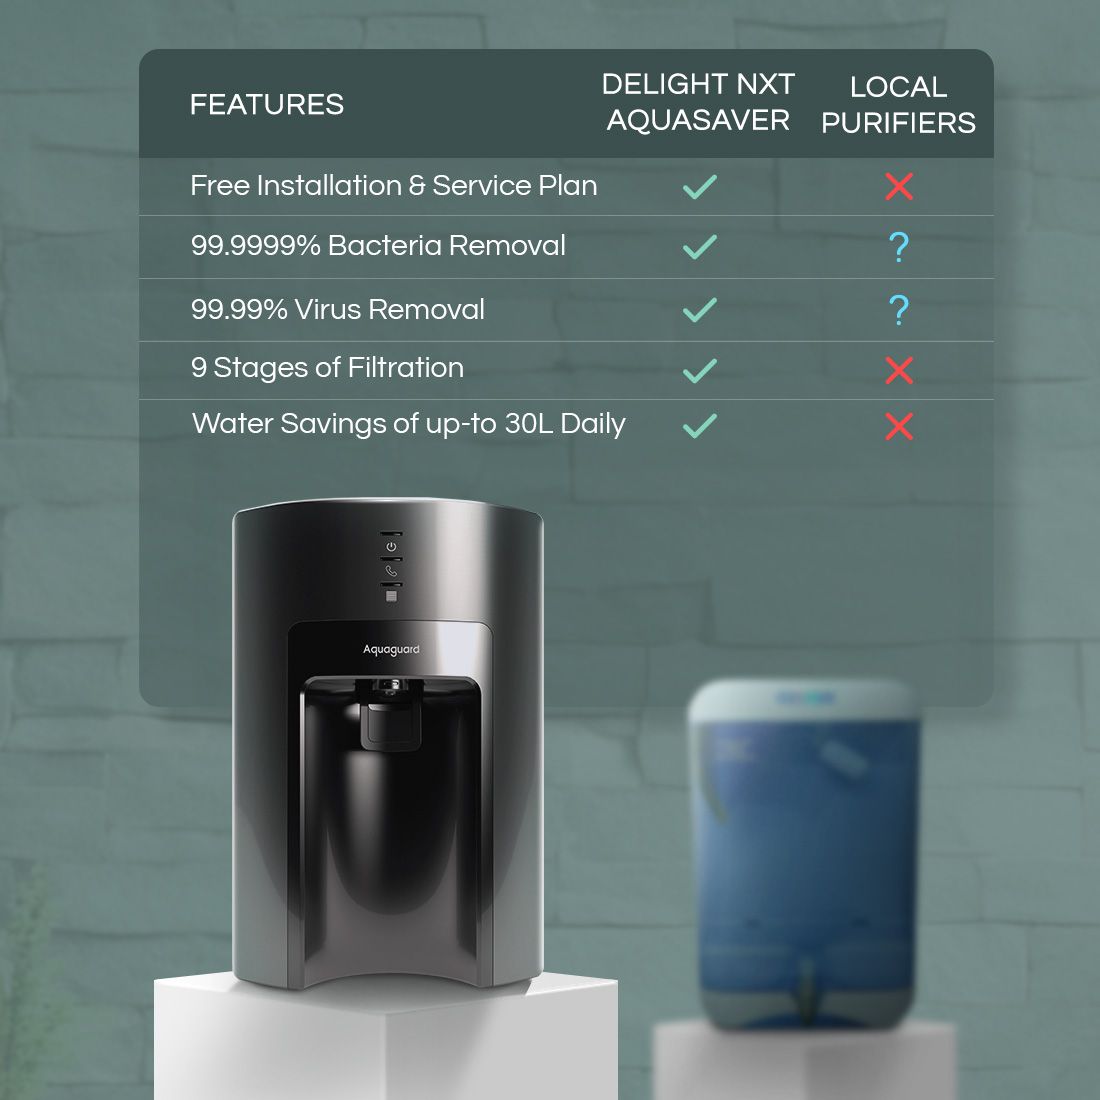 FEATURES
DELIGHT NXT
AQUASAVER
LOCAL
PURIFIERS
Free Installation & Service Plan
99.9999% Bacteria Removal
?
99.99% Virus Removal
?
9 Stages of Filtration
Water Savings of up-to 30L Daily
Aquaguard